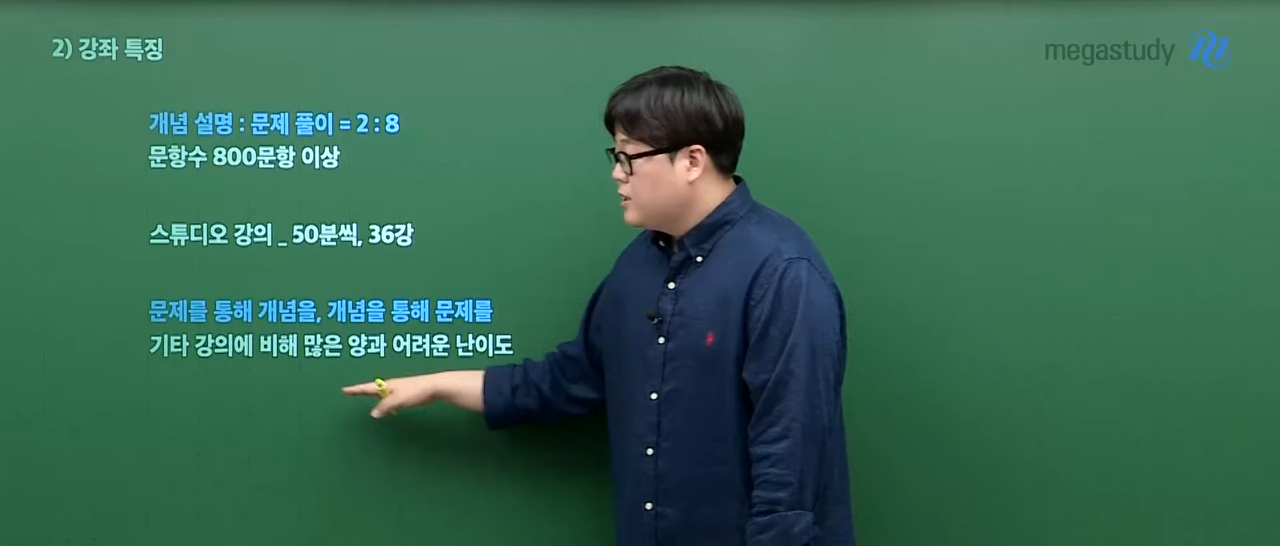 2) 강좌 특징
megastudy
개념 설명 : 문제 풀이 = 2 : 8
문항수 800문항 이상
스튜디오 강의 _ 50분씩, 36강
문제를 통해 개념을, 개념을 통해 문제를
기타 강의에 비해 많은 양과 어려운 난이도